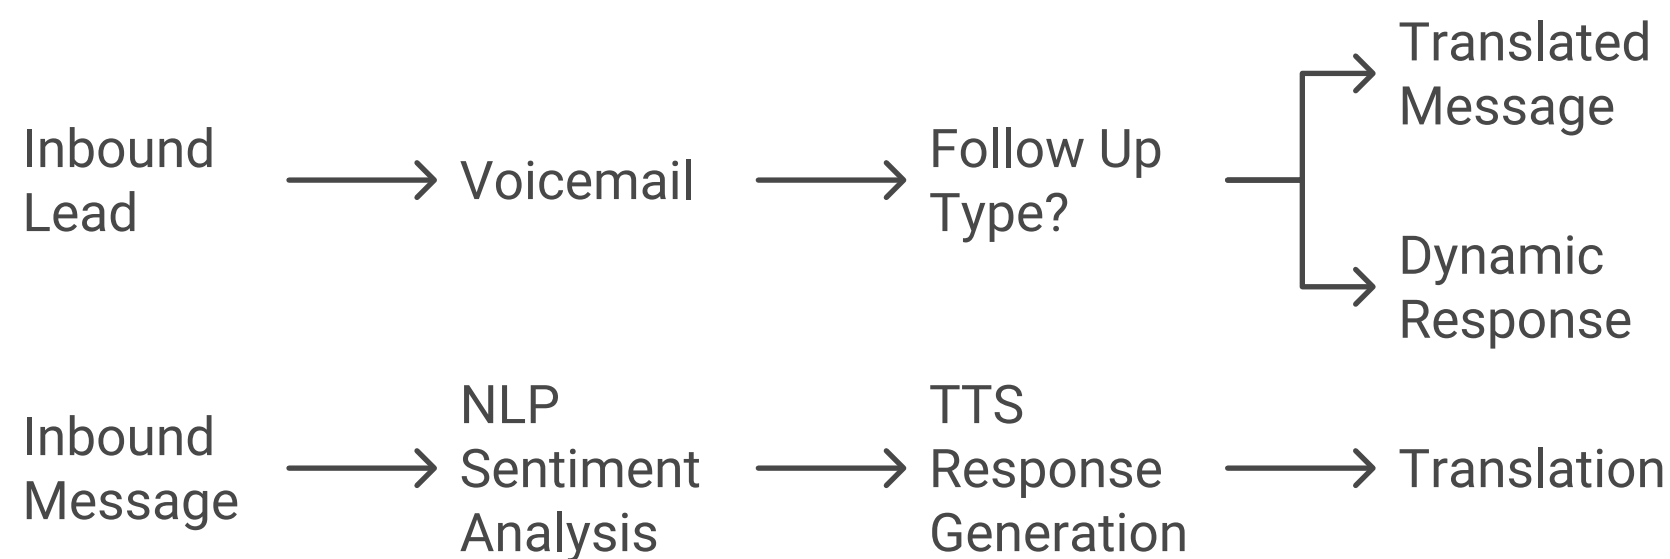 Inbound
Lead
Voicemail
Follow Up
Type?
Translated
Message
Dynamic
Response
Inbound
Message
NLP
Sentiment
Analysis
TTS
Response
Generation
Translation